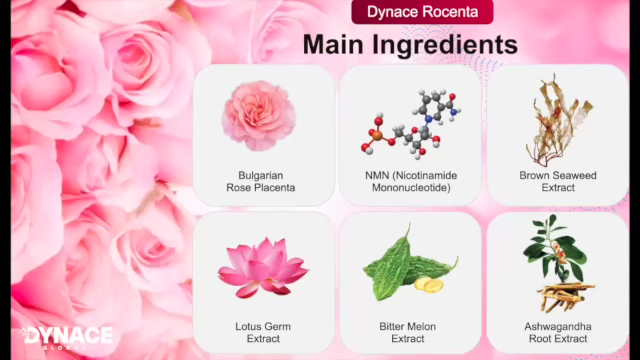 Dynace Rocenta
Main Ingredients
Bulgarian
Rose Placenta
NMN (Nicotinamide
Mononucleotide)
Brown Seaweed
Extract
Lotus Germ
Extract
Bitter Melon
Extract
Ashwagandha
Root Extract
DYNACE
GLOBAL